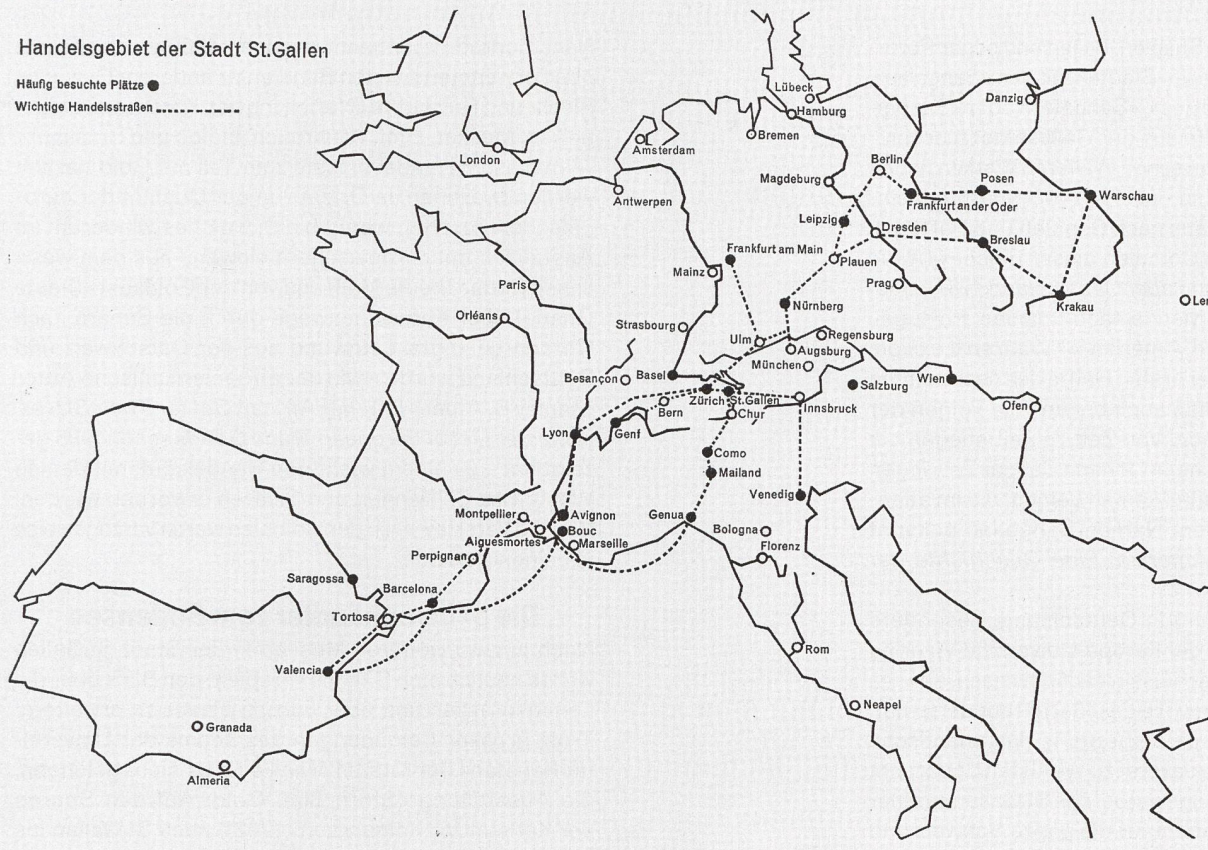 Handelsgebiet der Stadt St.Gallen
Häufig besuchte Plätze
Wichtige Handelsstraßen
Lübeck
Hamburg
Danzig
Bremen
London
Amsterdam
Berlin
Magdeburg
Posen
Warschau
Antwerpen
Frankfurt an der Oder
Leipzig
Dresden
Breslau
Frankfurt am Main
Plauen
Mainz
Prag
Paris
Krakau
Nürnberg
Orléans
Strasbourg
Regensburg
Ulm
Augsburg
München
Basel
Besançon
Salzburg
Wien
Zürich
St.Gallen
Innsbruck
Bern
Chur
Ofen
Lyon
Genf
Como
Mailand
Venedig
Montpellier
Avignon
Genua
Bouc
Bologna
Aiguesmortes
Marseille
Florenz
Perpignan
Saragossa
Barcelona
Tortosa
Rom
Valencia
Neapel
Granada
Almeria